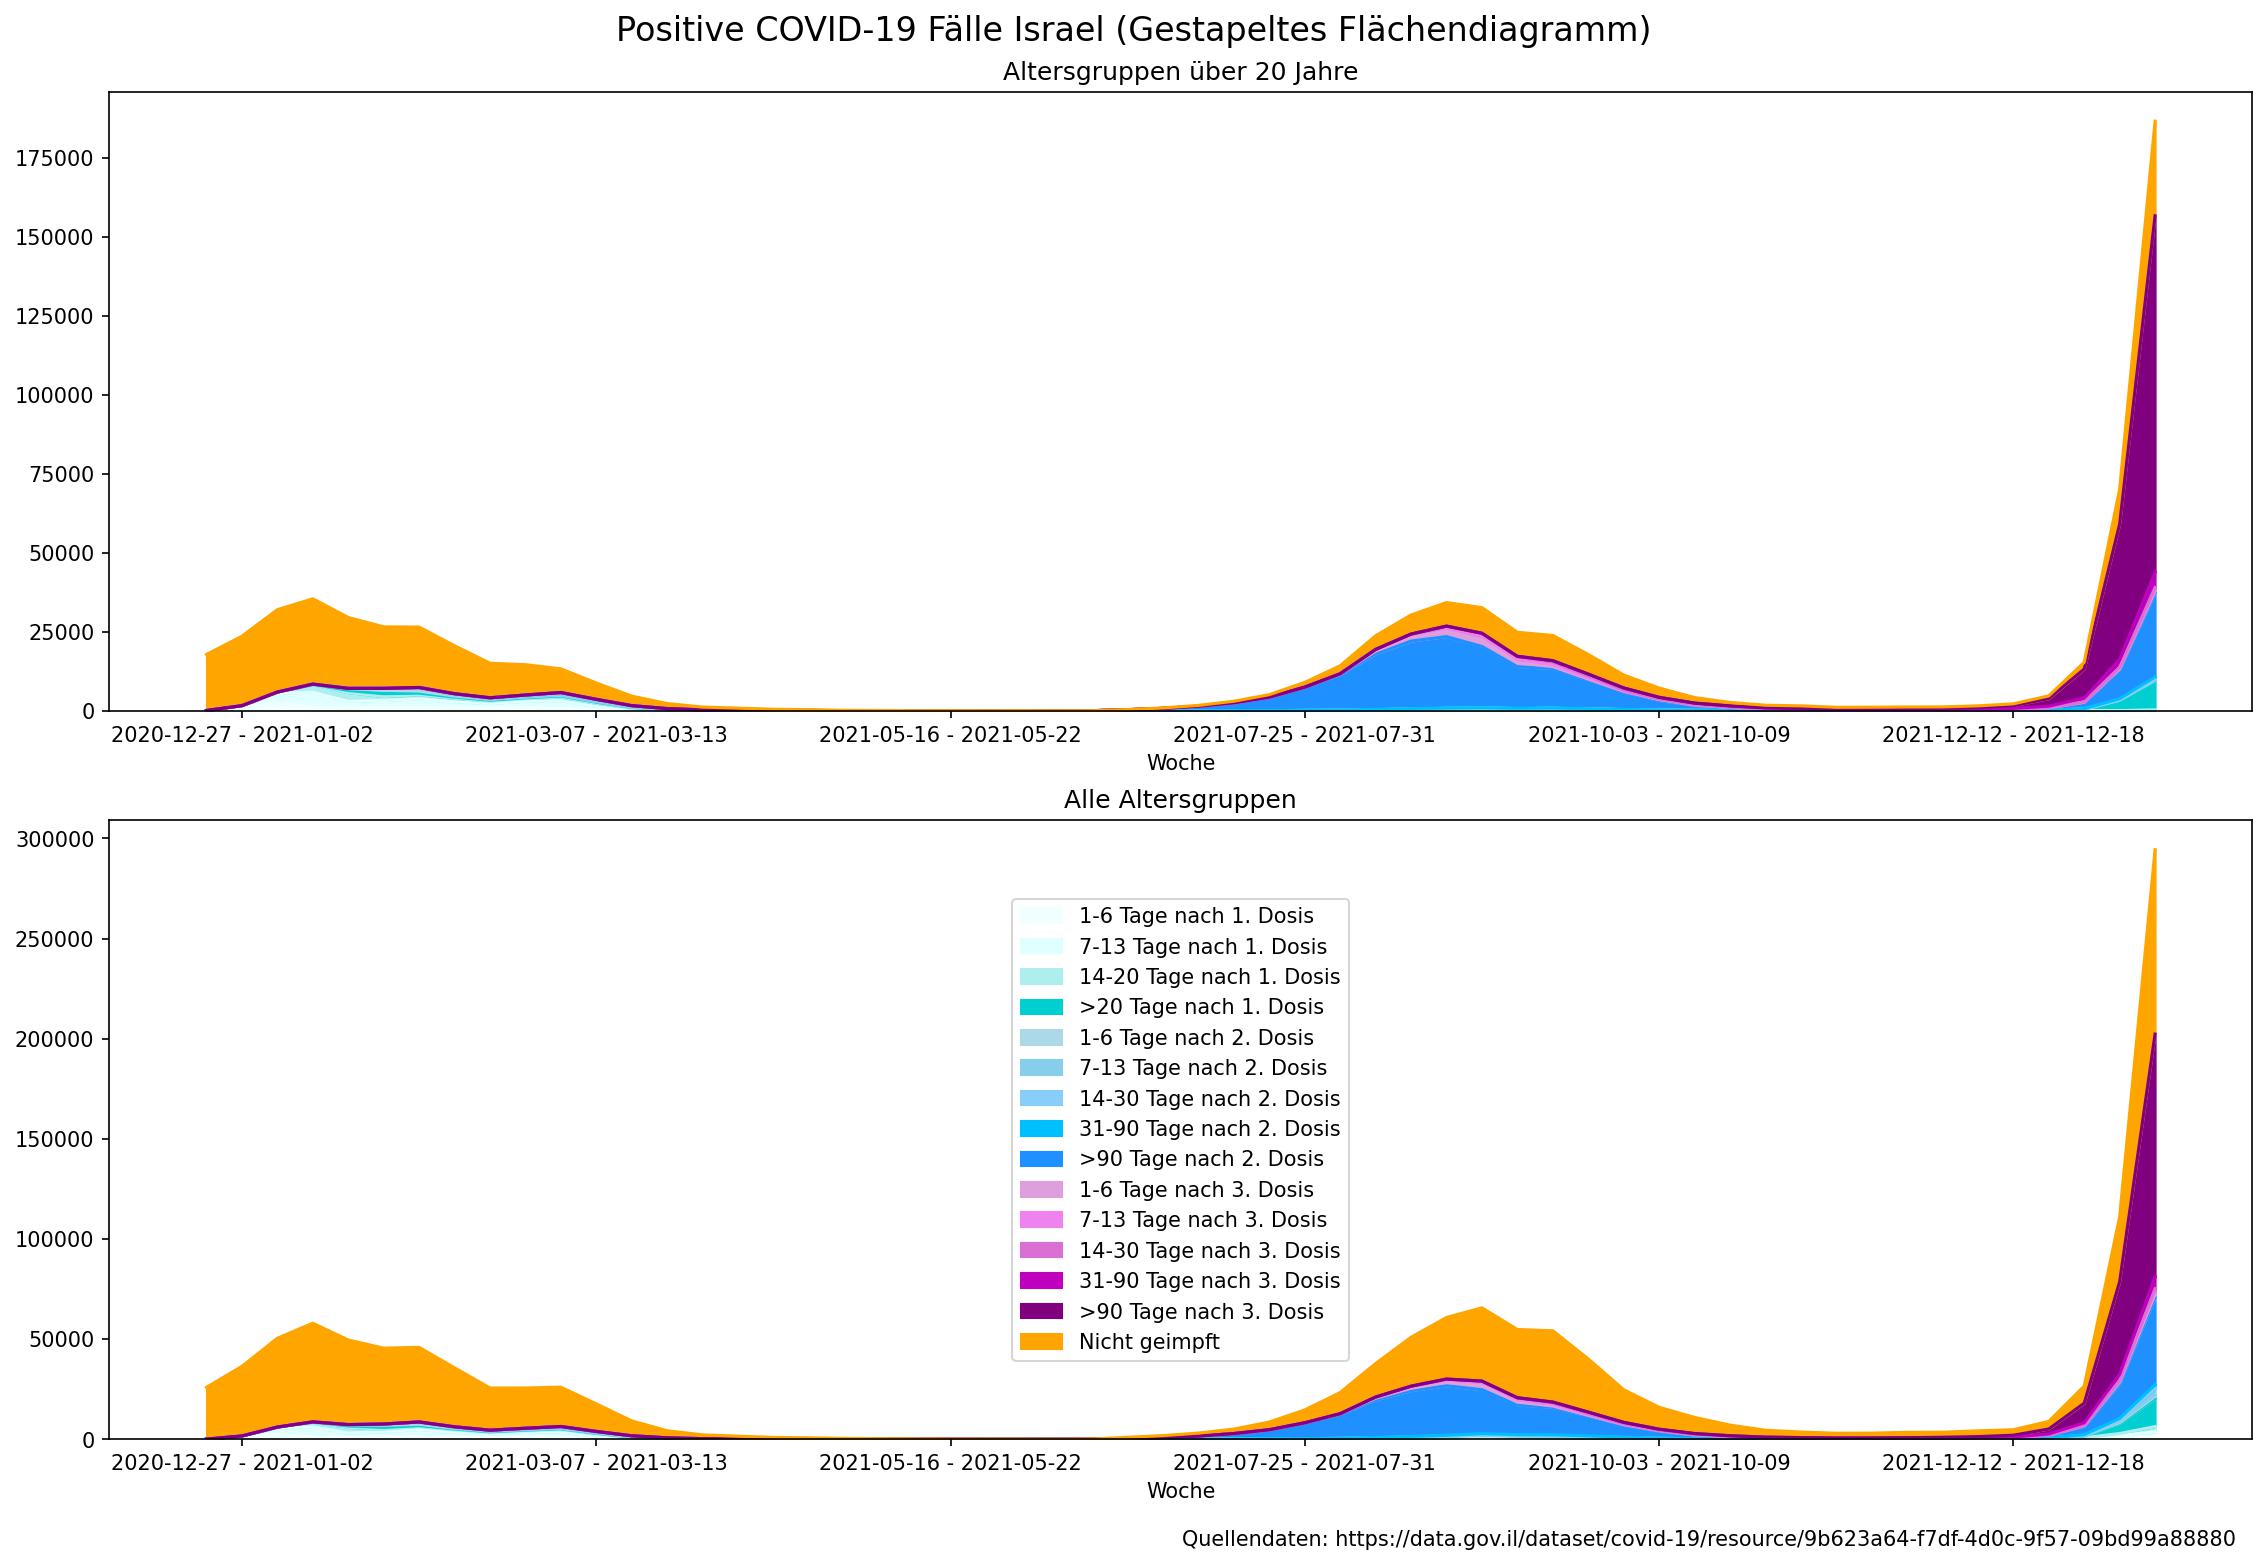 Positive COVID-19 Fälle Israel (Gestapeltes Flächendiagramm)
Altersgruppen über 20 Jahre
175000
150000
125000
100000
75000
50000
25000
0
2020-12-27 - 2021-01-02
2021-03-07 - 2021-03-13
2021-05-16 - 2021-05-22
2021-07-25 - 2021-07-31
2021-10-03 - 2021-10-09
2021-12-12 - 2021-12-18
Woche
Alle Altersgruppen
300000
250000
200000
150000
100000
50000
0
1-6 Tage nach 1. Dosis
7-13 Tage nach 1. Dosis
14-20 Tage nach 1. Dosis
>20 Tage nach 1. Dosis
1-6 Tage nach 2. Dosis
7-13 Tage nach 2. Dosis
14-30 Tage nach 2. Dosis
31-90 Tage nach 2. Dosis
>90 Tage nach 2. Dosis
1-6 Tage nach 3. Dosis
7-13 Tage nach 3. Dosis
14-30 Tage nach 3. Dosis
31-90 Tage nach 3. Dosis
>90 Tage nach 3. Dosis
Nicht geimpft
2020-12-27 - 2021-01-02
2021-03-07 - 2021-03-13
2021-05-16 - 2021-05-22
2021-07-25 - 2021-07-31
2021-10-03 - 2021-10-09
2021-12-12 - 2021-12-18
Woche
Quellendaten: https://data.gov.il/dataset/covid-19/resource/9b623a64-f7df-4d0c-9f57-09bd99a88880